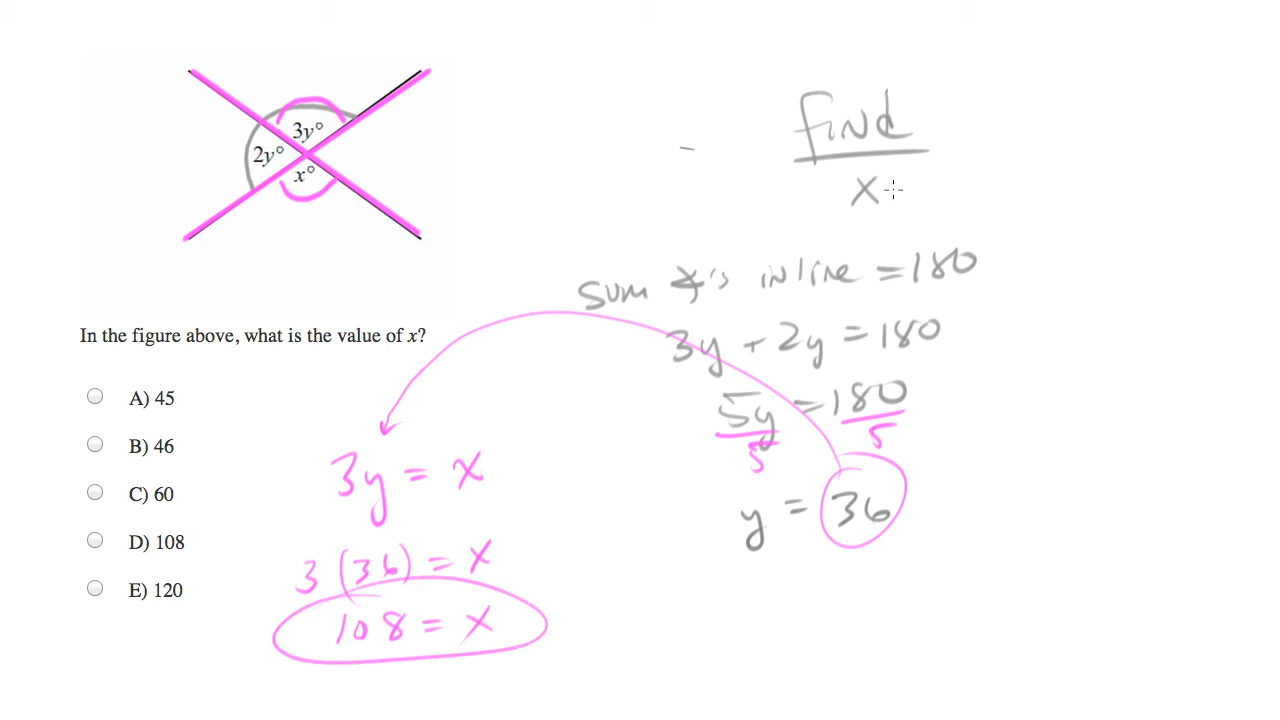 3y°
2y°
x°
In the figure above, what is the value of x?
A) 45
B) 46
C) 60
D) 108
E) 120
3y = x
3 (36) = x
108 = x
find
x
sum ∡'s in line = 180
3y + 2y = 180
5y = 180
5 5
y = 36